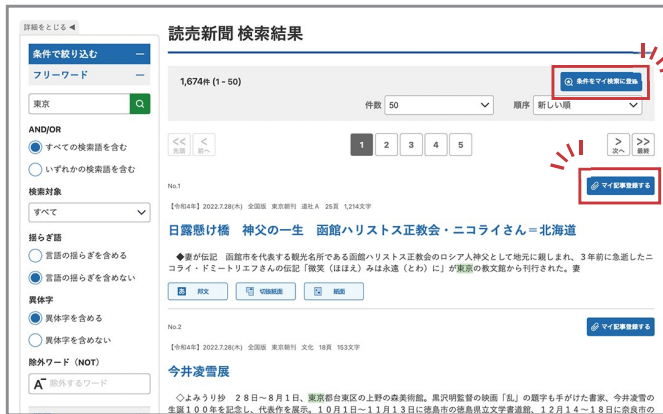 詳細をとじる◀
条件で絞り込む −
フリーワード −
東京
AND/OR
すべての検索語を含む
いずれかの検索語を含む
検索対象
すべて
揺らぎ語
言語の揺らぎを含める
言語の揺らぎを含めない
異体字
異体字を含める
異体字を含めない
除外ワード（NOT）
除外するワード
読売新聞 検索結果
1,674件 (1 - 50)
条件をマイ検索に登録
件数 50 順序 新しい順
<< 先頭 < 前へ 1 2 3 4 5 > 次へ >> 最終
No.1
マイ記事登録する
【令和4年】2022.7.28(木) 全国版 東京朝刊 道社A 25頁 1,214文字
日露懸け橋 神父の一生 函館ハリストス正教会・ニコライさん＝北海道
◆妻が伝記 函館市を代表する観光名所である函館ハリストス正教会のロシア人神父として地元に親しまれ、３年前に急逝したニ
コライ・ドミートリエフさんの伝記「微笑（ほほえ）みは永遠（とわ）に」が東京の教文館から刊行された。妻
あ 邦文 切抜紙面 紙面
No.2
マイ記事登録する
【令和4年】2022.7.28(木) 全国版 東京朝刊 文化 18頁 153文字
今井凌雪展
◇よみうり抄 ２８日～８月１日、東京都台東区の上野の森美術館。黒沢明監督の映画「乱」の題字も手がけた書家、今井凌雪の
生誕１００年を記念し、代表作を展示。１０月１日～１１月１３日に徳島市の徳島県立文学書道館、１２月１４～１８日に奈良市の